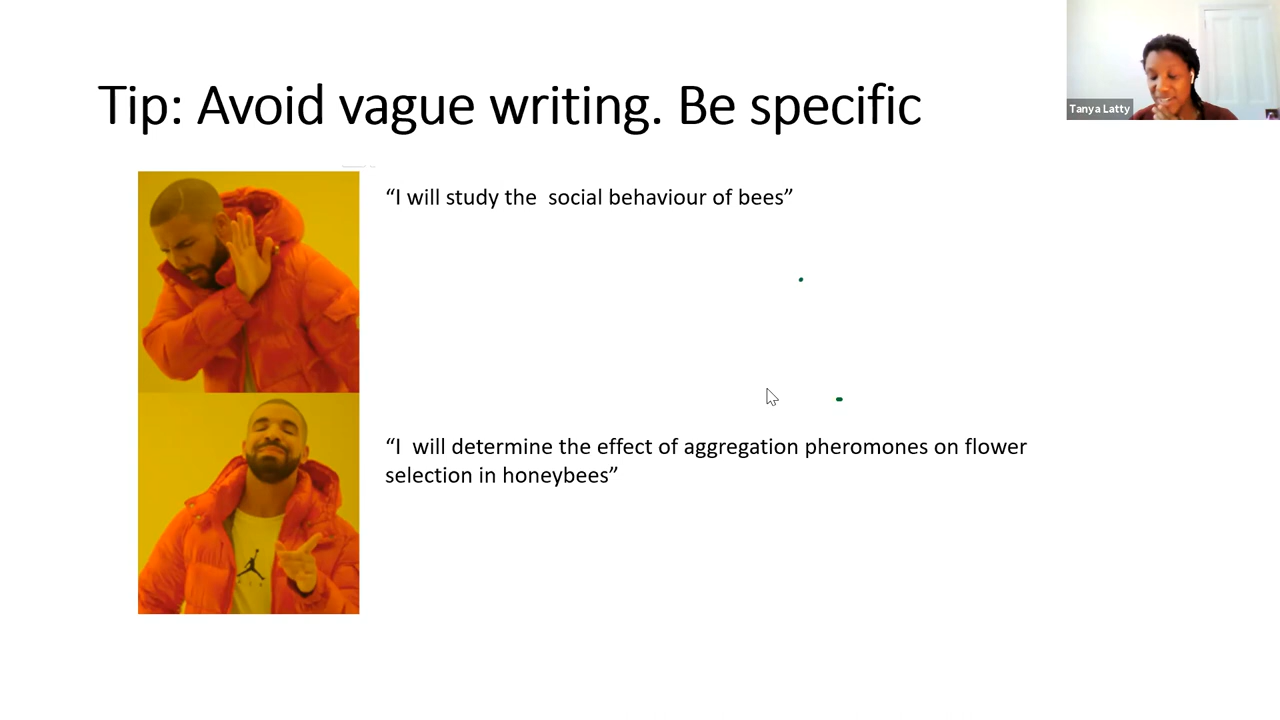 Tip: Avoid vague writing. Be specific
Tanya Latty
“I will study the  social behaviour of bees”
“I  will determine the effect of aggregation pheromones on flower
selection in honeybees”